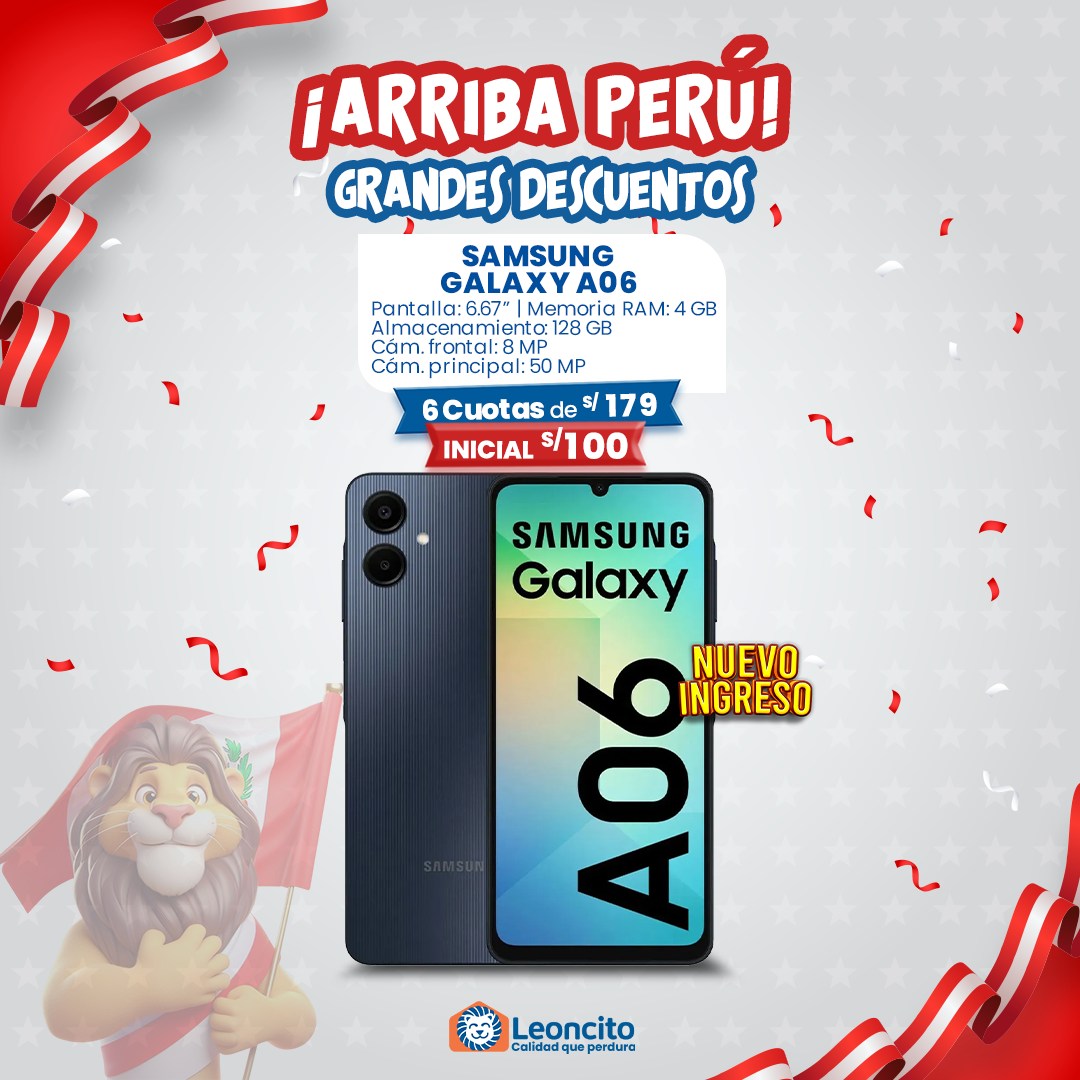 ¡ARRIBA PERÚ!
GRANDES DESCUENTOS
SAMSUNG
GALAXY A06
Pantalla: 6.67” | Memoria RAM: 4 GB
Almacenamiento: 128 GB
Cám. frontal: 8 MP
Cám. principal: 50 MP
6 Cuotas de S/ 179
INICIAL S/100
SAMSUNG
Galaxy
A06
NUEVO
INGRESO
SAMSUN
Leoncito
Calidad que perdura